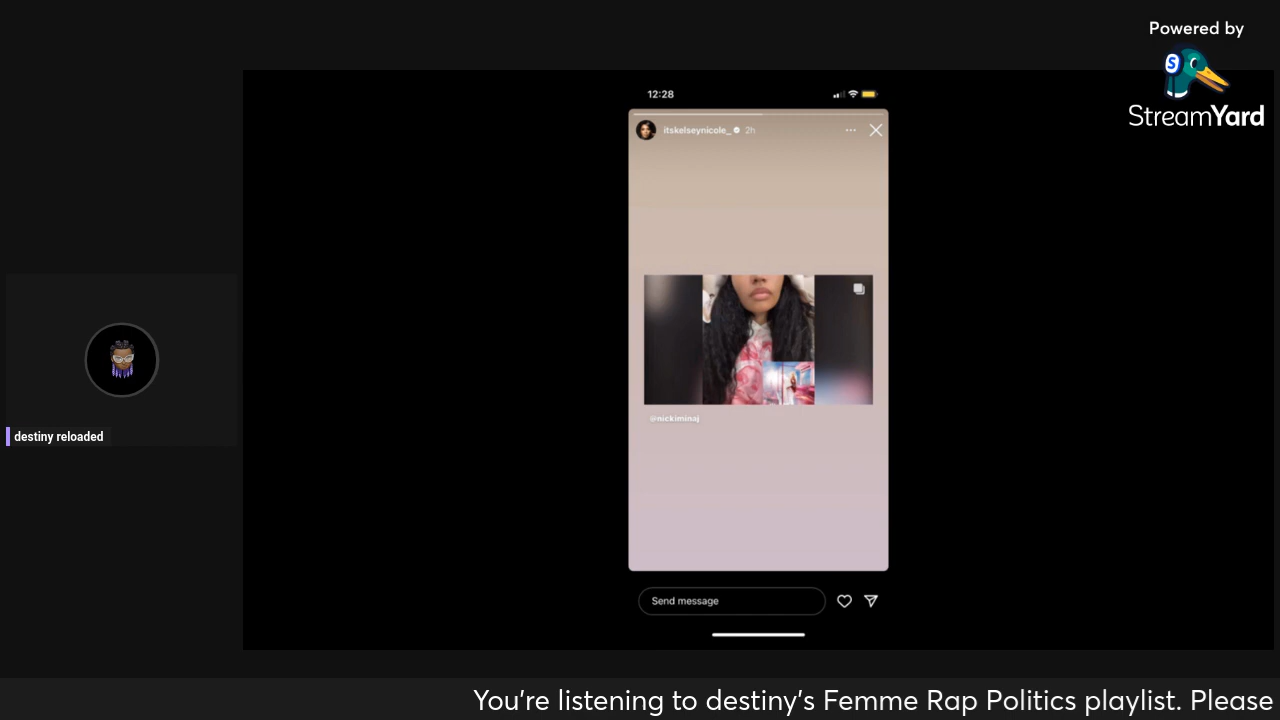 Powered by
S
StreamYard
12:28
itskelseynicole_ 2h
@nickiminaj
destiny reloaded
Send message
You're listening to destiny's Femme Rap Politics playlist. Please